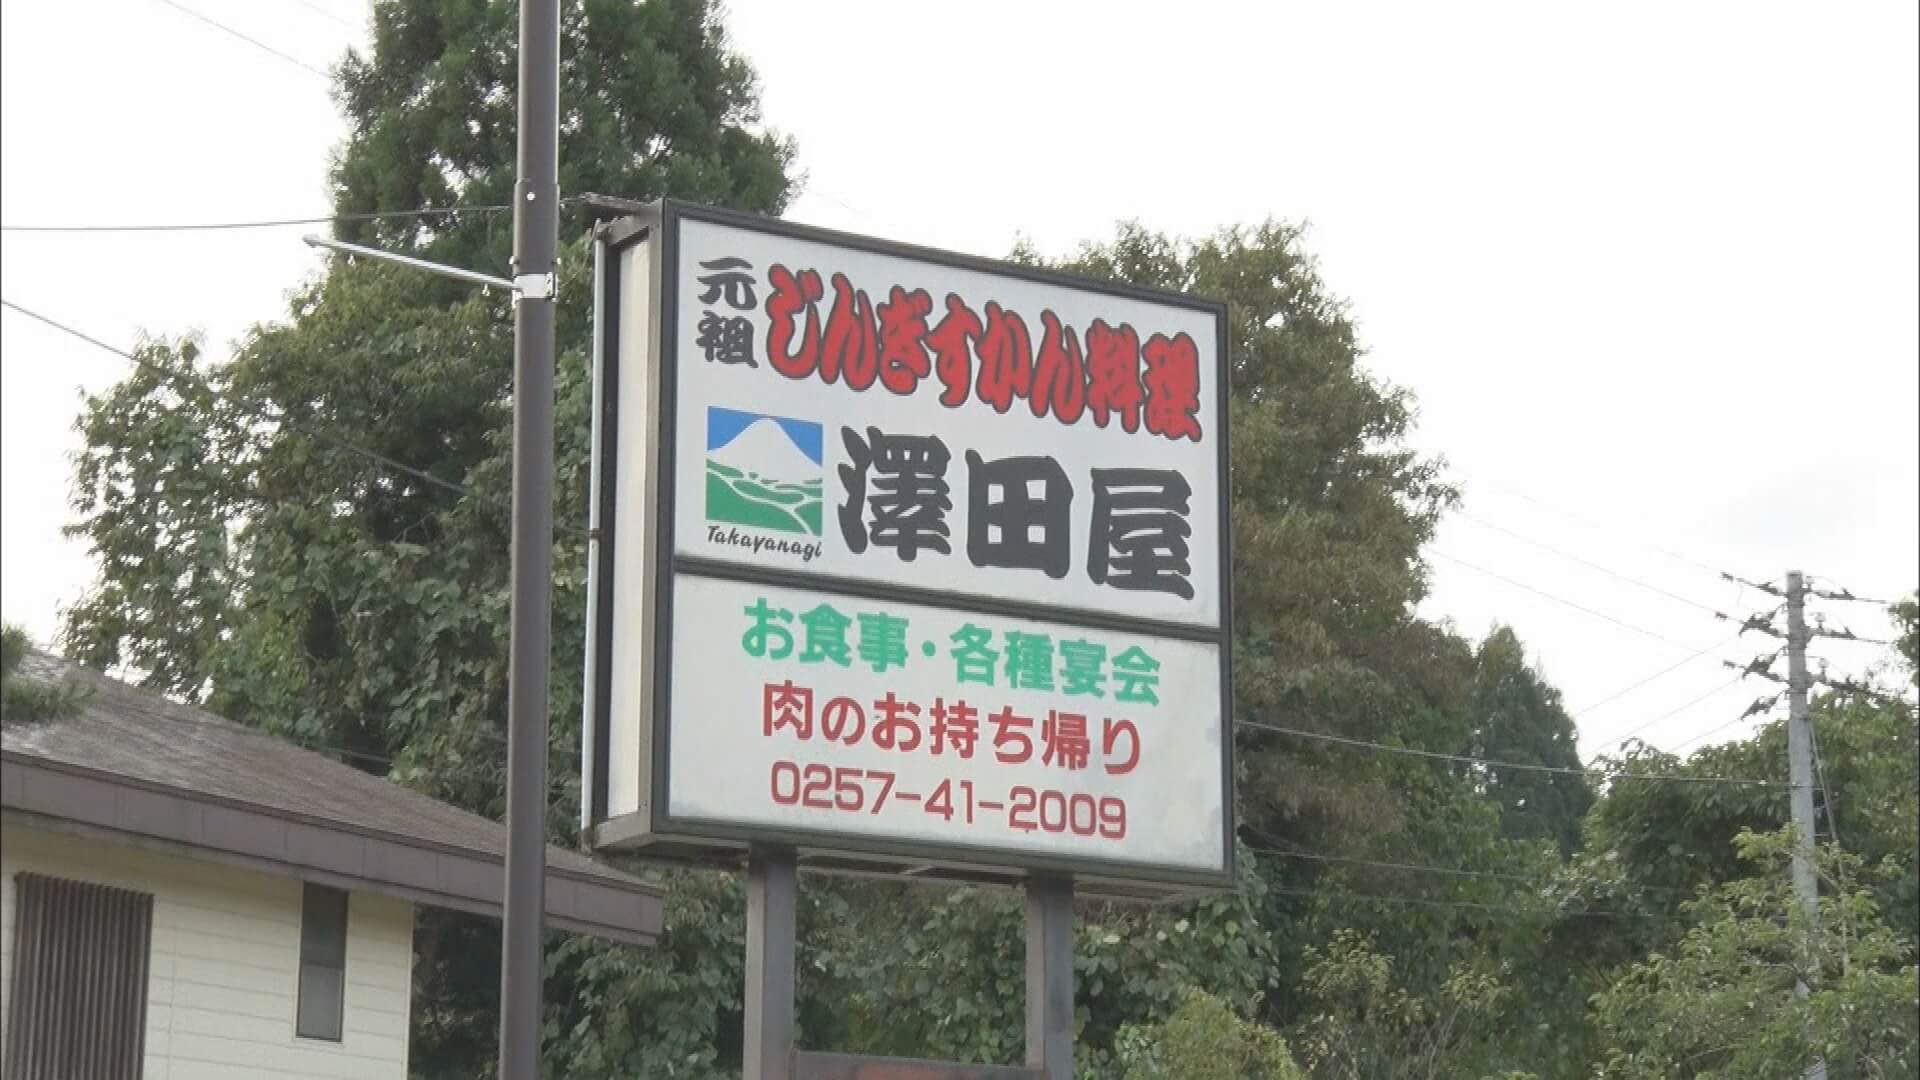 元祖
じんぎすかん料理
Takayanagi
澤田屋
お食事・各種宴会
肉のお持ち帰り
0257-41-2009